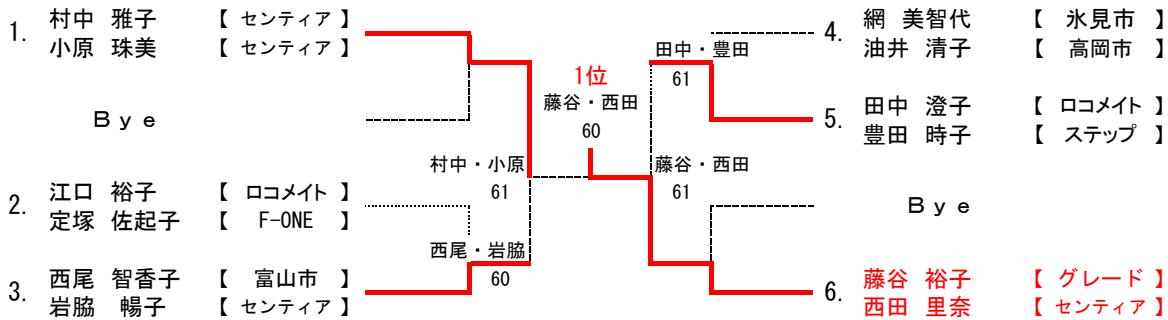 1. 村中 雅子 【 センティア 】
小原 珠美 【 センティア 】
Ｂｙｅ
2. 江口 裕子 【 ロコメイト 】
定塚 佐起子 【 F-ONE 】
3. 西尾 智香子 【 富山市 】
岩脇 暢子 【 センティア 】
村中・小原
61
西尾・岩脇
60
1位
藤谷・西田
60
田中・豊田
61
藤谷・西田
61
4. 網 美智代 【 氷見市 】
油井 清子 【 高岡市 】
5. 田中 澄子 【 ロコメイト 】
豊田 時子 【 ステップ 】
Ｂｙｅ
6. 藤谷 裕子 【 グレード 】
西田 里奈 【 センティア 】